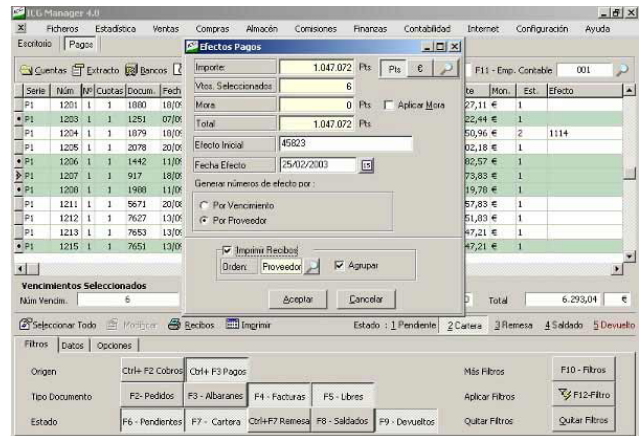 ICG Manager 4.0
Ficheros Estadística Ventas Compras Almacén Comisiones Finanzas Contabilidad Internet Configuración Ayuda
Escritorio Pagos
Efectos Pagos
Cuentas Extracto Bancos
F11 - Emp. Contable 001
Importe: 1.047.072 Pts Pts €
Vtos. Seleccionados 6
Mora 0 Pts Aplicar Mora
Total 1.047.072 Pts
Efecto Inicial 45823
Fecha Efecto 25/02/2003 15
Generar números de efecto por :
Por Vencimiento
Por Proveedor
Imprimir Recibos
Orden: Proveedor Agrupar
Aceptar Cancelar
Serie Núm Nº Cuotas Docum. Fech te Mon. Est. Efecto
P1 1201 1 1 1880 18/09 27,11 € 1
P1 1203 1 1 1251 07/09 22,44 € 1
P1 1204 1 1 1879 18/09 50,96 € 2 1114
P1 1205 1 1 2078 20/09 02,18 € 1
P1 1206 1 1 1442 11/09 82,57 € 1
P1 1207 1 1 917 18/09 73,83 € 1
P1 1208 1 1 1988 11/09 19,78 € 1
P1 1211 1 1 5671 20/08 57,83 € 1
P1 1212 1 1 7627 13/09 51,83 € 1
P1 1213 1 1 7653 13/09 47,21 € 1
P1 1215 1 1 7651 13/09 47,21 € 1
Vencimientos Seleccionados
Núm Vencim. 6 Total 6.293,04 €
Seleccionar Todo Modificar Recibos Imprimir Estado : 1 Pendiente 2 Cartera 3 Remesa 4 Saldado 5 Devuelto
Filtros Datos Opciones
Origen Ctrl+ F2 Cobros Ctrl+ F3 Pagos Más Filtros F10 - Filtros
Tipo Documento F2- Pedidos F3 - Albaranes F4 - Facturas F5 - Libres Aplicar Filtros F12-Filtro
Estado F6 - Pendientes F7 - Cartera Ctrl+F7 Remesa F8 - Saldados F9 - Devueltos Quitar Filtros Quitar Filtros